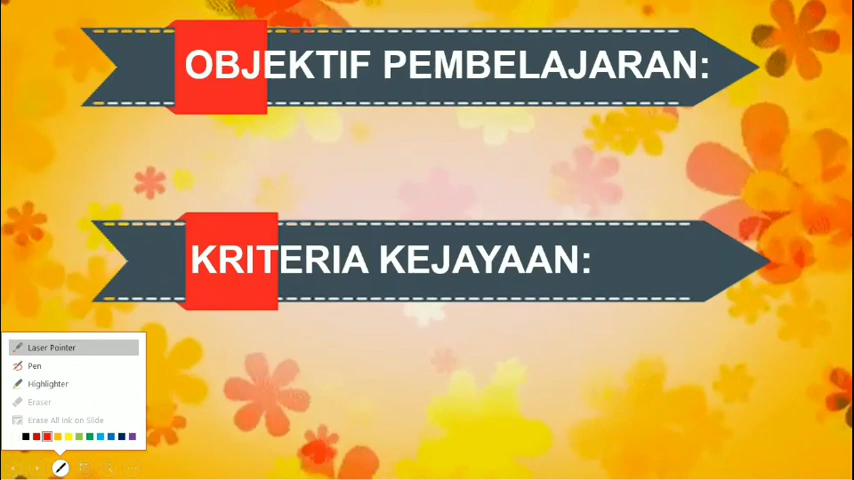 OBJEKTIF PEMBELAJARAN:
KRITERIA KEJAYAAN:
Laser Pointer
Pen
Highlighter
Eraser
Erase All Ink on Slide